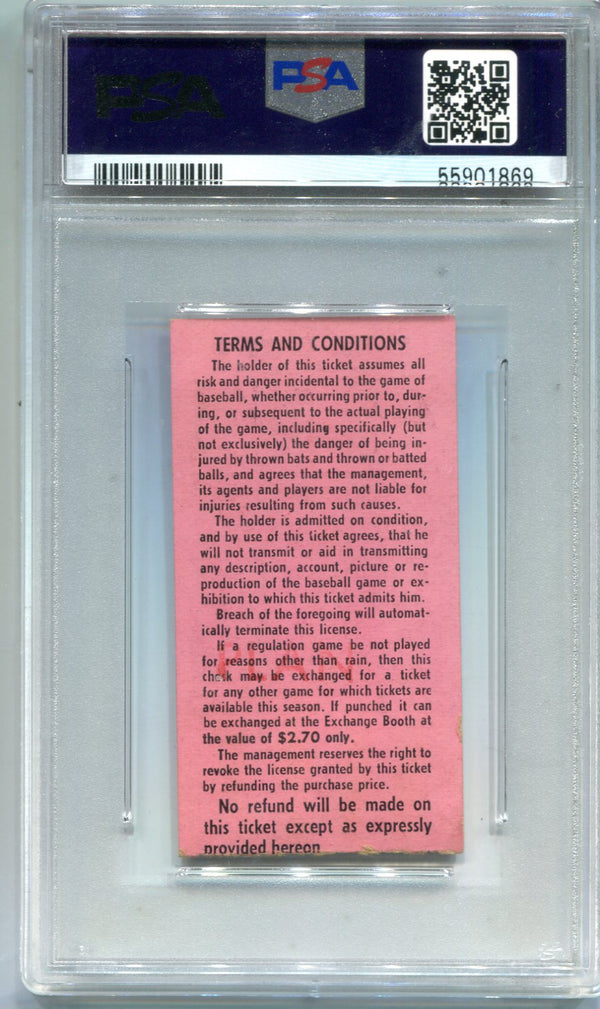 PSA
PSA
55901869
TERMS AND CONDITIONS
The holder of this ticket assumes all
risk and danger incidental to the game of
baseball, whether occurring prior to, dur-
ing, or subsequent to the actual playing
of the game, including specifically (but
not exclusively) the danger of being in-
jured by thrown bats and thrown or batted
balls, and agrees that the management,
its agents and players are not liable for
injuries resulting from such causes.
The holder is admitted on condition,
and by use of this ticket agrees, that he
will not transmit or aid in transmitting
any description, account, picture or re-
production of the baseball game or ex-
hibition to which this ticket admits him.
Breach of the foregoing will automat-
ically terminate this license.
If a regulation game be not played
for reasons other than rain, then this
check may be exchanged for a ticket
for any other game for which tickets are
available this season. If punched it can
be exchanged at the Exchange Booth at
the value of $2.70 only.
The management reserves the right to
revoke the license granted by this ticket
by refunding the purchase price.
No refund will be made on
this ticket except as expressly
provided hereon